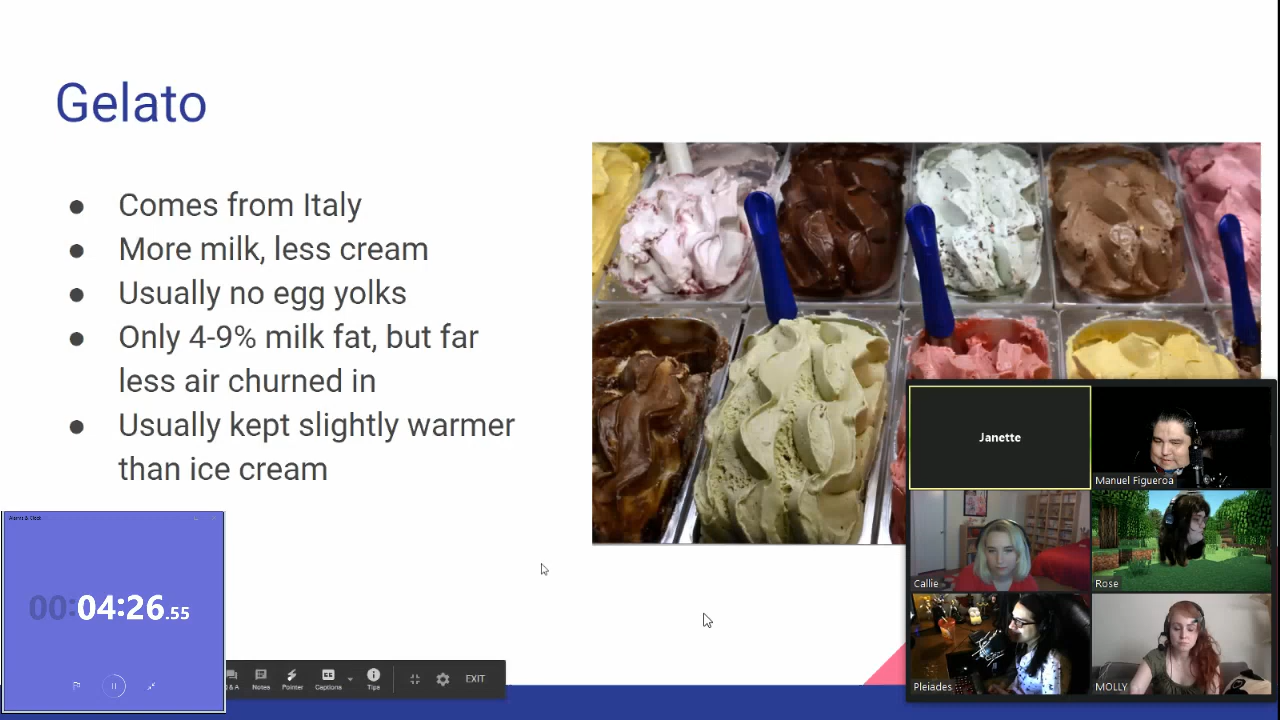 Gelato
● Comes from Italy
● More milk, less cream
● Usually no egg yolks
● Only 4-9% milk fat, but far
less air churned in
● Usually kept slightly warmer
than ice cream
Janette
Manuel Figueroa
Callie
Rose
Pleiades
MOLLY
Alarms & Clock
00:04:26.55
Q & A
Notes
Pointer
Captions
Tips
EXIT